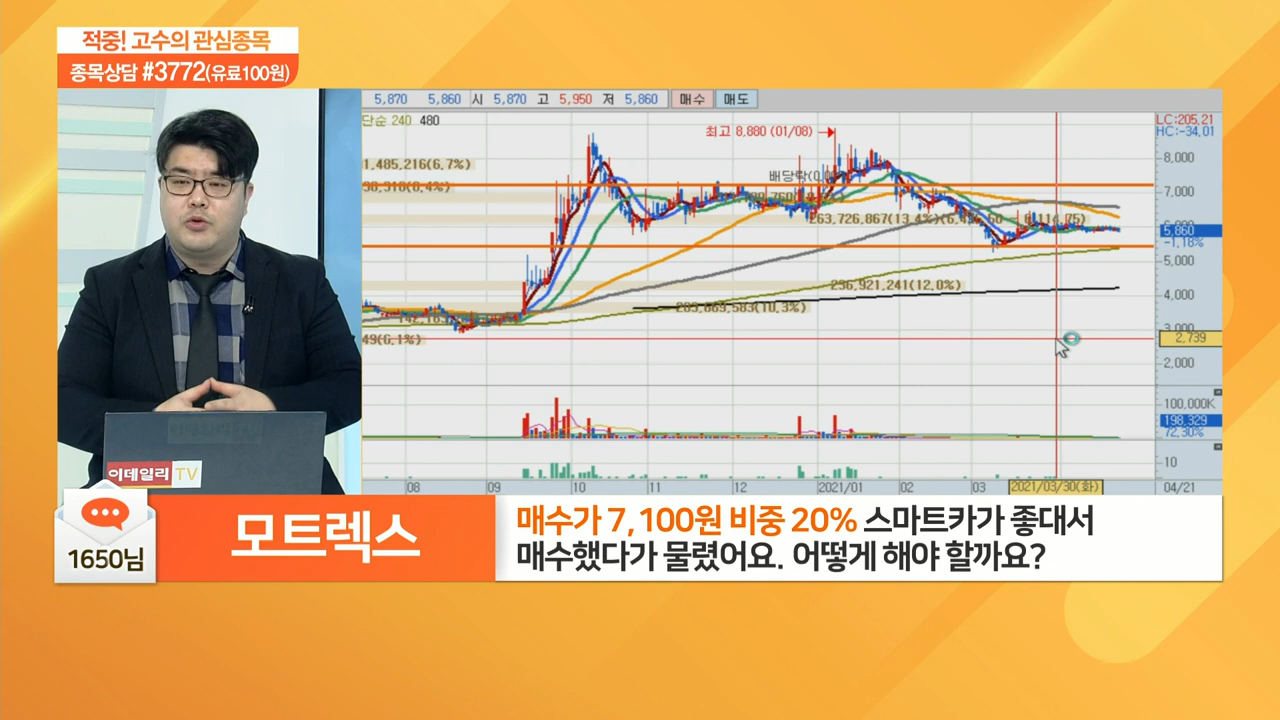 적중! 고수의 관심종목
종목상담 #3772(유료100원)
5,870 5,860 시 5,870 고 5,950 저 5,860 매수 매도
단순 240 480
최고 8,880 (01/08)
LC:205.21
HC:-34.01
8,000
1,485,216(6.7%)
7,000
263,726,867(13.4%)
5,860
-1.18%
5,000
236,921,241(12.0%)
4,000
3,000
2,739
2,000
100,000K
198,329
72.30%
10
08 09 10 11 12 2021/01 02 03 2021/03/30(화) 04/21
이데일리 TV
1650님
모트렉스
매수가 7,100원 비중 20% 스마트카가 좋대서
매수했다가 물렸어요. 어떻게 해야 할까요?